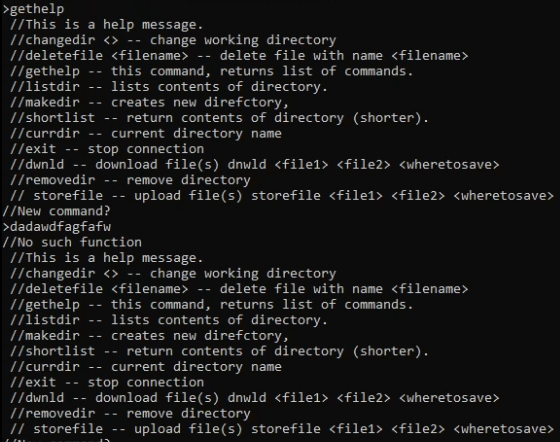 >gethelp
//This is a help message.
//changedir <> -- change working directory
//deletefile <filename> -- delete file with name <filename>
//gethelp -- this command, returns list of commands.
//listdir -- lists contents of directory.
//makedir -- creates new direfctory,
//shortlist -- return contents of directory (shorter).
//currdir -- current directory name
//exit -- stop connection
//dwnld -- download file(s) dnwld <file1> <file2> <wheretosave>
//removedir -- remove directory
// storefile -- upload file(s) storefile <file1> <file2> <wheretosave>
//New command?
>dadawdfagfafw
//No such function
//This is a help message.
//changedir <> -- change working directory
//deletefile <filename> -- delete file with name <filename>
//gethelp -- this command, returns list of commands.
//listdir -- lists contents of directory.
//makedir -- creates new direfctory,
//shortlist -- return contents of directory (shorter).
//currdir -- current directory name
//exit -- stop connection
//dwnld -- download file(s) dnwld <file1> <file2> <wheretosave>
//removedir -- remove directory
// storefile -- upload file(s) storefile <file1> <file2> <wheretosave>